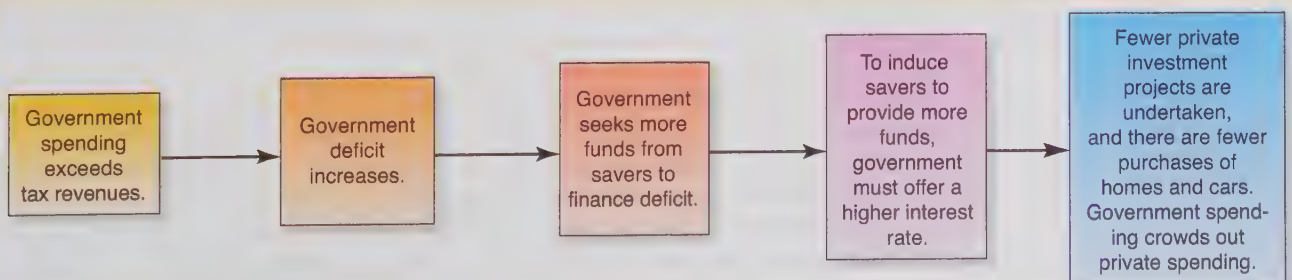 Government
spending
exceeds
tax revenues.
Government
deficit
increases.
Government
seeks more
funds from
savers to
finance deficit.
To induce
savers to
provide more
funds,
government
must offer a
higher interest
rate.
Fewer private
investment
projects are
undertaken,
and there are fewer
purchases of
homes and cars.
Government spend-
ing crowds out
private spending.